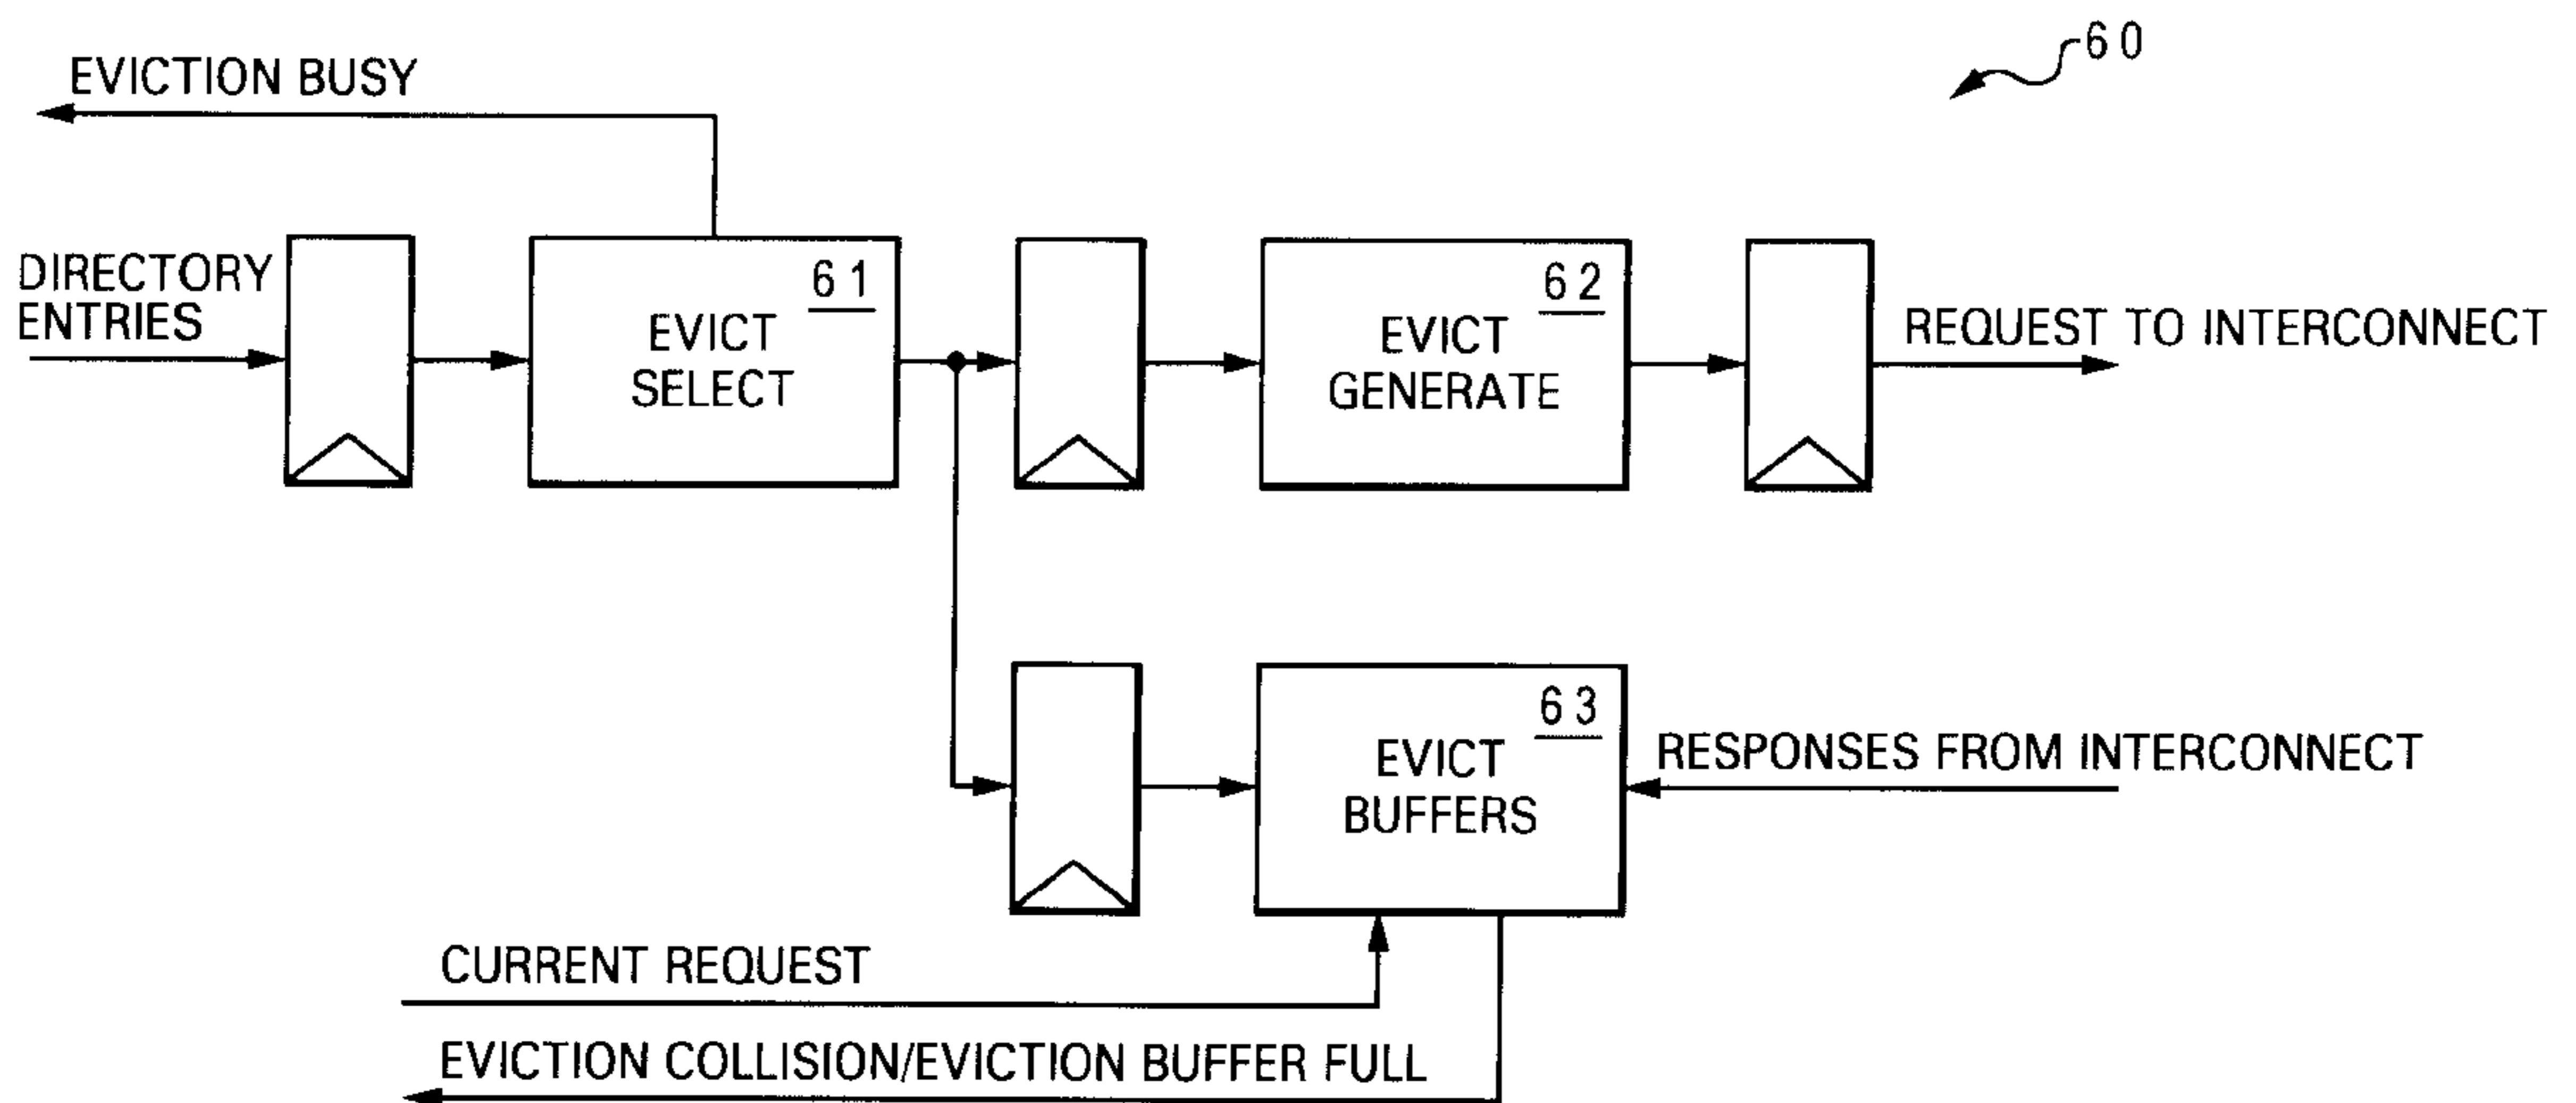 60
EVICTION BUSY
DIRECTORY
ENTRIES
61
EVICT
SELECT
62
EVICT
GENERATE
REQUEST TO INTERCONNECT
63
EVICT
BUFFERS
RESPONSES FROM INTERCONNECT
CURRENT REQUEST
EVICTION COLLISION/EVICTION BUFFER FULL